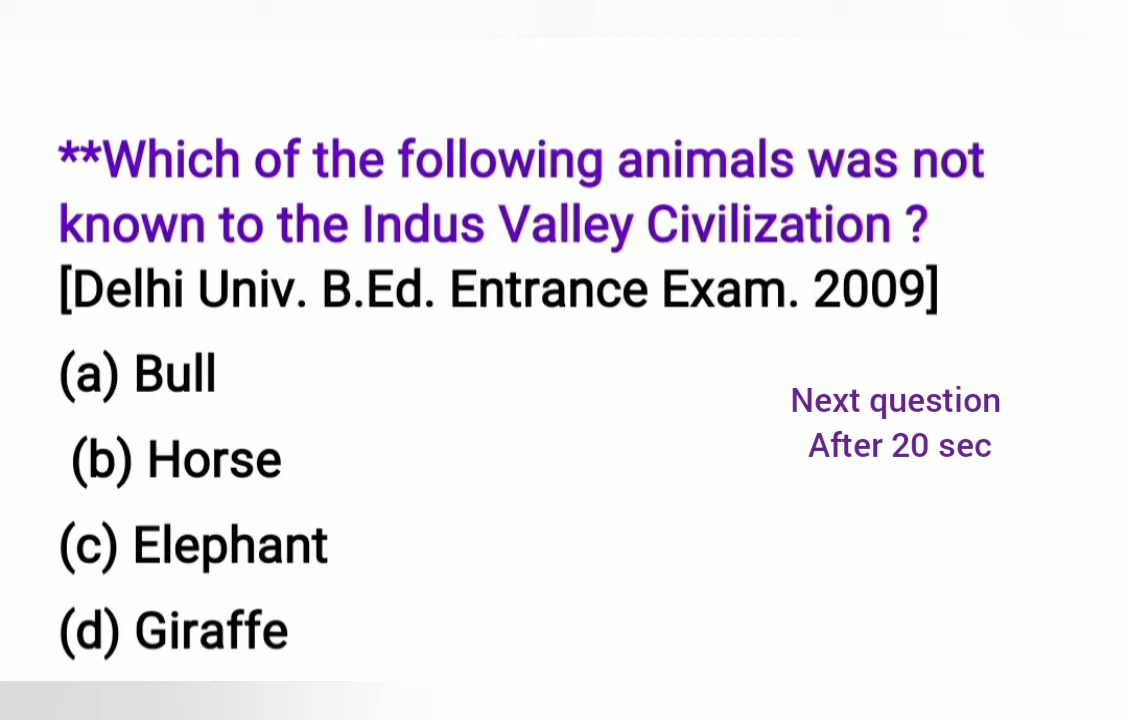 **Which of the following animals was not
known to the Indus Valley Civilization ?
[Delhi Univ. B.Ed. Entrance Exam. 2009]
(a) Bull
(b) Horse
(c) Elephant
(d) Giraffe
Next question
After 20 sec